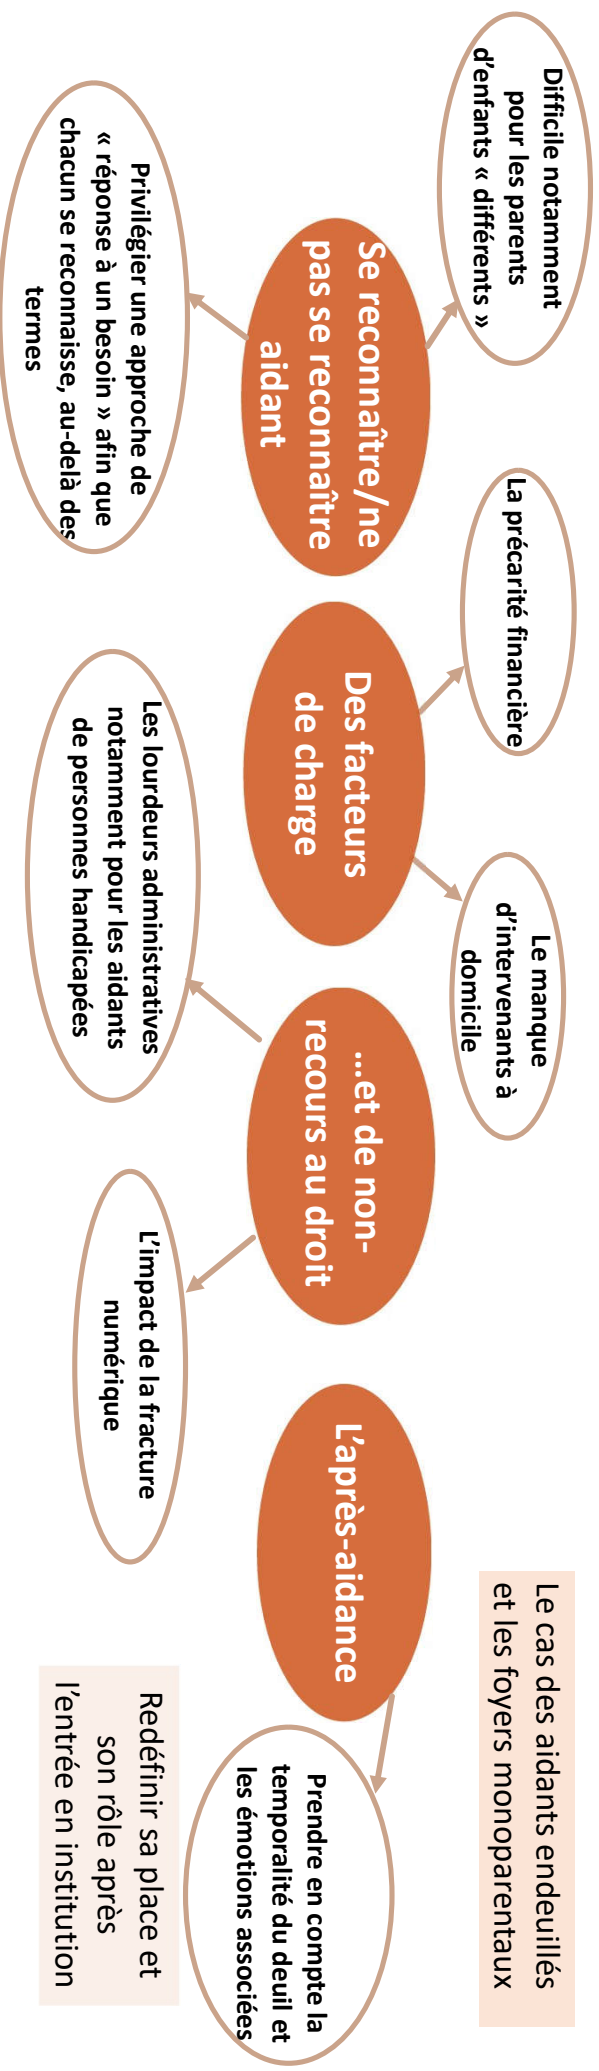 Difficile notamment
pour les parents
d'enfants « différents »
Se reconnaître/ne
pas se reconnaître
aidant
Privilégier une approche de
« réponse à un besoin » afin que
chacun se reconnaisse, au-delà des
termes
La précarité financière
Des facteurs
de charge
Le manque
d'intervenants à
domicile
Les lourdeurs administratives
notamment pour les aidants
de personnes handicapées
…et de non-
recours au droit
L'impact de la fracture
numérique
L'après-aidance
Le cas des aidants endeuillés
et les foyers monoparentaux
Prendre en compte la
temporalité du deuil et
les émotions associées
Redéfinir sa place et
son rôle après
l'entrée en institution